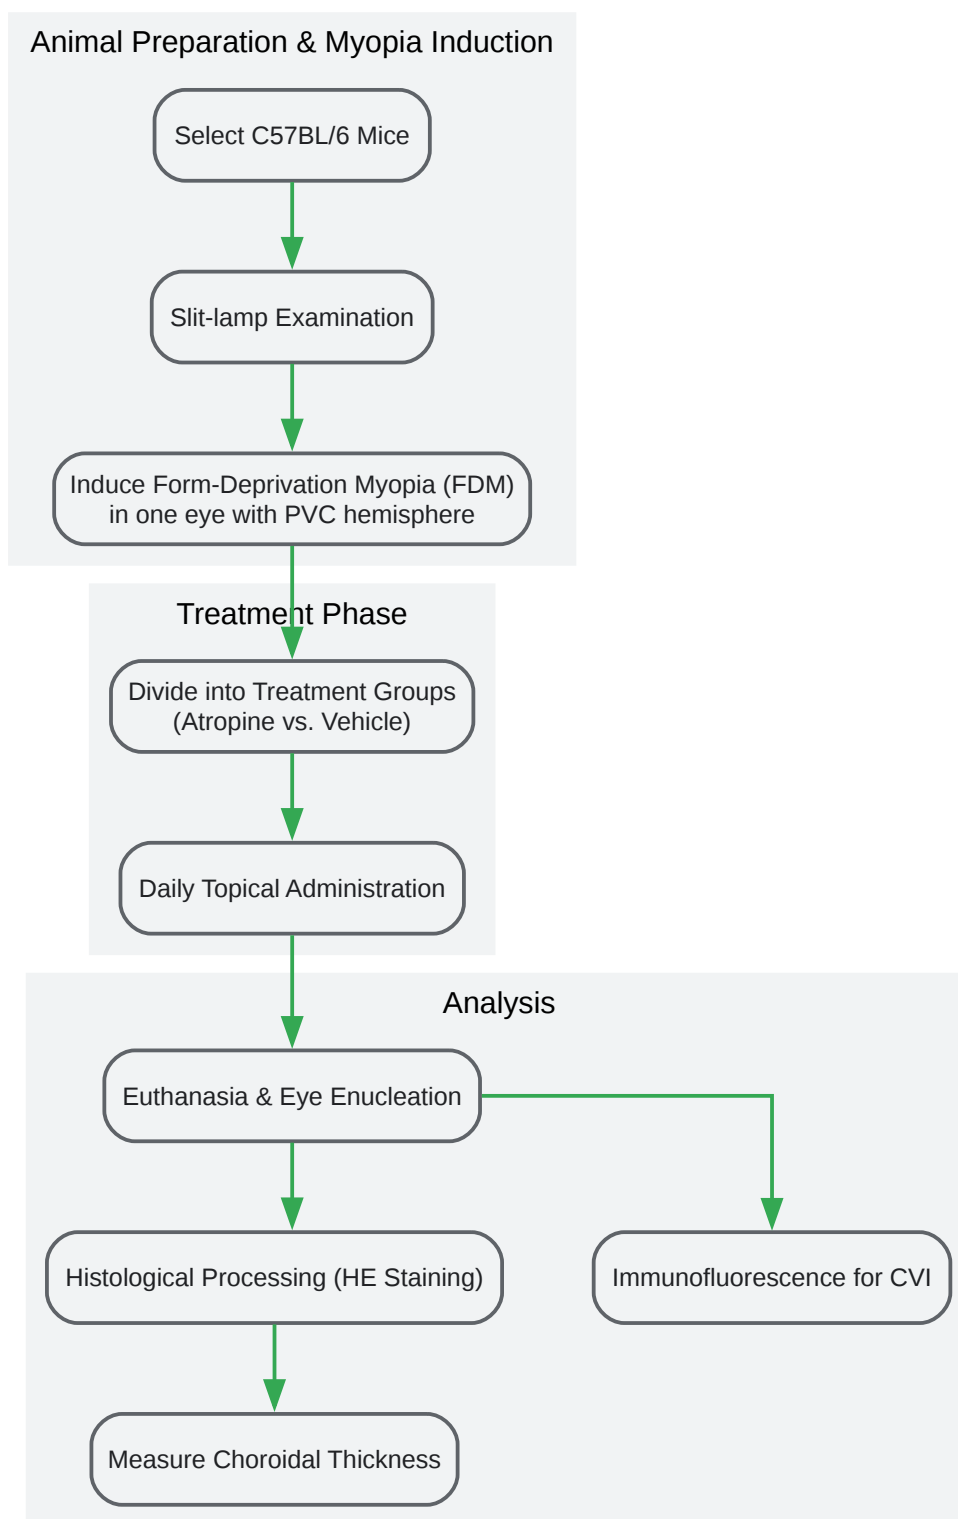 Animal Preparation & Myopia Induction
Select C57BL/6 Mice
Slit-lamp Examination
Induce Form-Deprivation Myopia (FDM)
in one eye with PVC hemisphere
Treatment Phase
Divide into Treatment Groups
(Atropine vs. Vehicle)
Daily Topical Administration
Analysis
Euthanasia & Eye Enucleation
Histological Processing (HE Staining)
Immunofluorescence for CVI
Measure Choroidal Thickness